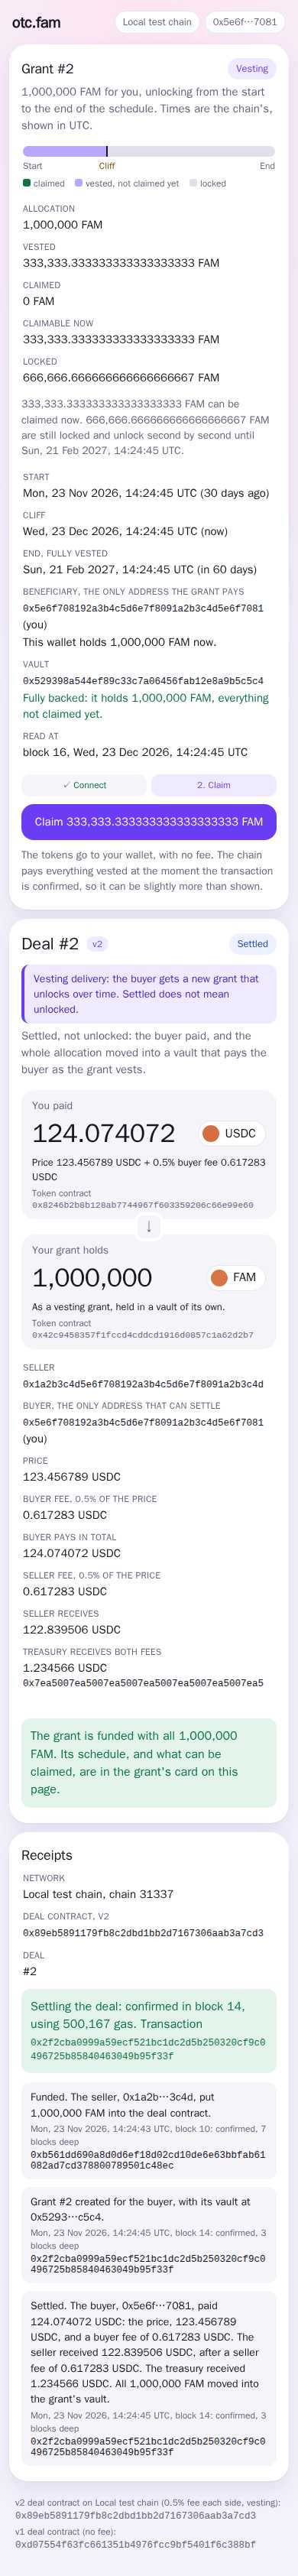 otc.fam
Local test chain
0x5e6f…7081
Grant #2
Vesting
1,000,000 FAM for you, unlocking from the start
to the end of the schedule. Times are the chain's,
shown in UTC.
Start
Cliff
End
claimed
vested, not claimed yet
locked
ALLOCATION
1,000,000 FAM
VESTED
333,333.333333333333333333 FAM
CLAIMED
0 FAM
CLAIMABLE NOW
333,333.333333333333333333 FAM
LOCKED
666,666.666666666666666667 FAM
333,333.333333333333333333 FAM can be
claimed now. 666,666.666666666666666667 FAM
are still locked and unlock second by second until
Sun, 21 Feb 2027, 14:24:45 UTC.
START
Mon, 23 Nov 2026, 14:24:45 UTC (30 days ago)
CLIFF
Wed, 23 Dec 2026, 14:24:45 UTC (now)
END, FULLY VESTED
Sun, 21 Feb 2027, 14:24:45 UTC (in 60 days)
BENEFICIARY, THE ONLY ADDRESS THE GRANT PAYS
0x5e6f708192a3b4c5d6e7f8091a2b3c4d5e6f7081
(you)
This wallet holds 1,000,000 FAM now.
VAULT
0x529398a544ef89c33c7a06456fab12e8a9b5c5c4
Fully backed: it holds 1,000,000 FAM, everything
not claimed yet.
READ AT
block 16, Wed, 23 Dec 2026, 14:24:45 UTC
✓ Connect
2. Claim
Claim 333,333.333333333333333333 FAM
The tokens go to your wallet, with no fee. The chain
pays everything vested at the moment the transaction
is confirmed, so it can be slightly more than shown.
Deal #2
v2
Settled
Vesting delivery: the buyer gets a new grant that
unlocks over time. Settled does not mean
unlocked.
Settled, not unlocked: the buyer paid, and the
whole allocation moved into a vault that pays the
buyer as the grant vests.
You paid
124.074072
USDC
Price 123.456789 USDC + 0.5% buyer fee 0.617283
USDC
Token contract
0x8246b2b8b128ab7744967f603359206c66e99e60
↓
Your grant holds
1,000,000
FAM
As a vesting grant, held in a vault of its own.
Token contract
0x42c9458357f1fccd4cddcd1916d0857c1a62d2b7
SELLER
0x1a2b3c4d5e6f708192a3b4c5d6e7f8091a2b3c4d
BUYER, THE ONLY ADDRESS THAT CAN SETTLE
0x5e6f708192a3b4c5d6e7f8091a2b3c4d5e6f7081
(you)
PRICE
123.456789 USDC
BUYER FEE, 0.5% OF THE PRICE
0.617283 USDC
BUYER PAYS IN TOTAL
124.074072 USDC
SELLER FEE, 0.5% OF THE PRICE
0.617283 USDC
SELLER RECEIVES
122.839506 USDC
TREASURY RECEIVES BOTH FEES
1.234566 USDC
0x7ea5007ea5007ea5007ea5007ea5007ea5007ea5
The grant is funded with all 1,000,000
FAM. Its schedule, and what can be
claimed, are in the grant's card on this
page.
Receipts
NETWORK
Local test chain, chain 31337
DEAL CONTRACT, V2
0x89eb5891179fb8c2dbd1bb2d7167306aab3a7cd3
DEAL
#2
Settling the deal: confirmed in block 14,
using 500,167 gas. Transaction
0x2f2cba0999a59ecf521bc1dc2d5b250320cf9c0
496725b85840463049b95f33f
Funded. The seller, 0x1a2b…3c4d, put
1,000,000 FAM into the deal contract.
Mon, 23 Nov 2026, 14:24:43 UTC, block 10: confirmed, 7
blocks deep
0xb561dd690a8d0d6ef18d02cd10de6e63bbfab61
082ad7cd378800789501c48ec
Grant #2 created for the buyer, with its vault at
0x5293…c5c4.
Mon, 23 Nov 2026, 14:24:45 UTC, block 14: confirmed, 3
blocks deep
0x2f2cba0999a59ecf521bc1dc2d5b250320cf9c0
496725b85840463049b95f33f
Settled. The buyer, 0x5e6f…7081, paid
124.074072 USDC: the price, 123.456789
USDC, and a buyer fee of 0.617283 USDC. The
seller received 122.839506 USDC, after a seller
fee of 0.617283 USDC. The treasury received
1.234566 USDC. All 1,000,000 FAM moved into
the grant's vault.
Mon, 23 Nov 2026, 14:24:45 UTC, block 14: confirmed, 3
blocks deep
0x2f2cba0999a59ecf521bc1dc2d5b250320cf9c0
496725b85840463049b95f33f
v2 deal contract on Local test chain (0.5% fee each side, vesting):
0x89eb5891179fb8c2dbd1bb2d7167306aab3a7cd3
v1 deal contract (no fee):
0xd07554f63fc661351b4976fcc9bf5401f6c388bf